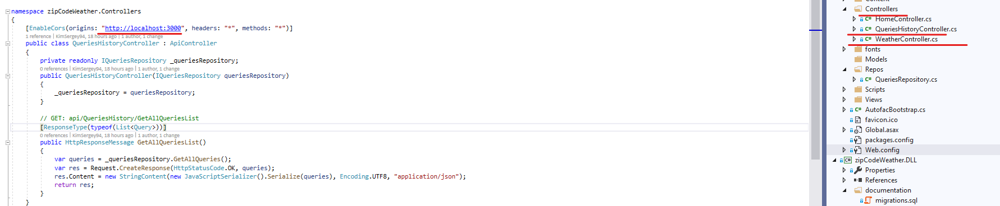 namespace zipCodeWeather.Controllers
{
[EnableCors(origins: "http://localhost:3000", headers: "*", methods: "*")]
1 reference | KimSergey94, 18 hours ago | 1 author, 1 change
public class QueriesHistoryController : ApiController
{
private readonly IQueriesRepository _queriesRepository;
0 references | KimSergey94, 18 hours ago | 1 author, 1 change
public QueriesHistoryController(IQueriesRepository queriesRepository)
{
_queriesRepository = queriesRepository;
}
// GET: api/QueriesHistory/GetAllQueriesList
[ResponseType(typeof(List<Query>))]
0 references | KimSergey94, 18 hours ago | 1 author, 1 change
public HttpResponseMessage GetAllQueriesList()
{
var queries = _queriesRepository.GetAllQueries();
var res = Request.CreateResponse(HttpStatusCode.OK, queries);
res.Content = new StringContent(new JavaScriptSerializer().Serialize(queries), Encoding.UTF8, "application/json");
return res;
}
}
Content
Controllers
C# HomeController.cs
C# QueriesHistoryController.cs
C# WeatherController.cs
fonts
Models
Repos
C# QueriesRepository.cs
Scripts
Views
C# AutofacBootstrap.cs
favicon.ico
Global.asax
packages.config
Web.config
C# zipCodeWeather.DLL
Properties
References
documentation
migrations.sql